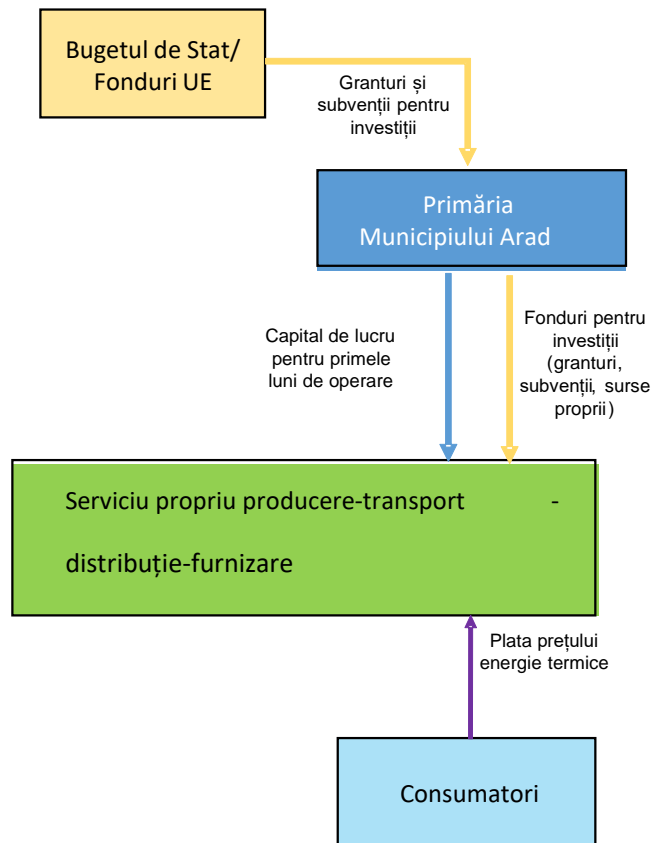 Bugetul de Stat/
Fonduri UE
Granturi și
subvenții pentru
investiții
Primăria
Municipiului Arad
Capital de lucru
pentru primele
luni de operare
Fonduri pentru
investiții
(granturi,
subvenții, surse
proprii)
Serviciu propriu producere-transport -
distribuție-furnizare
Plata prețului
energie termice
Consumatori